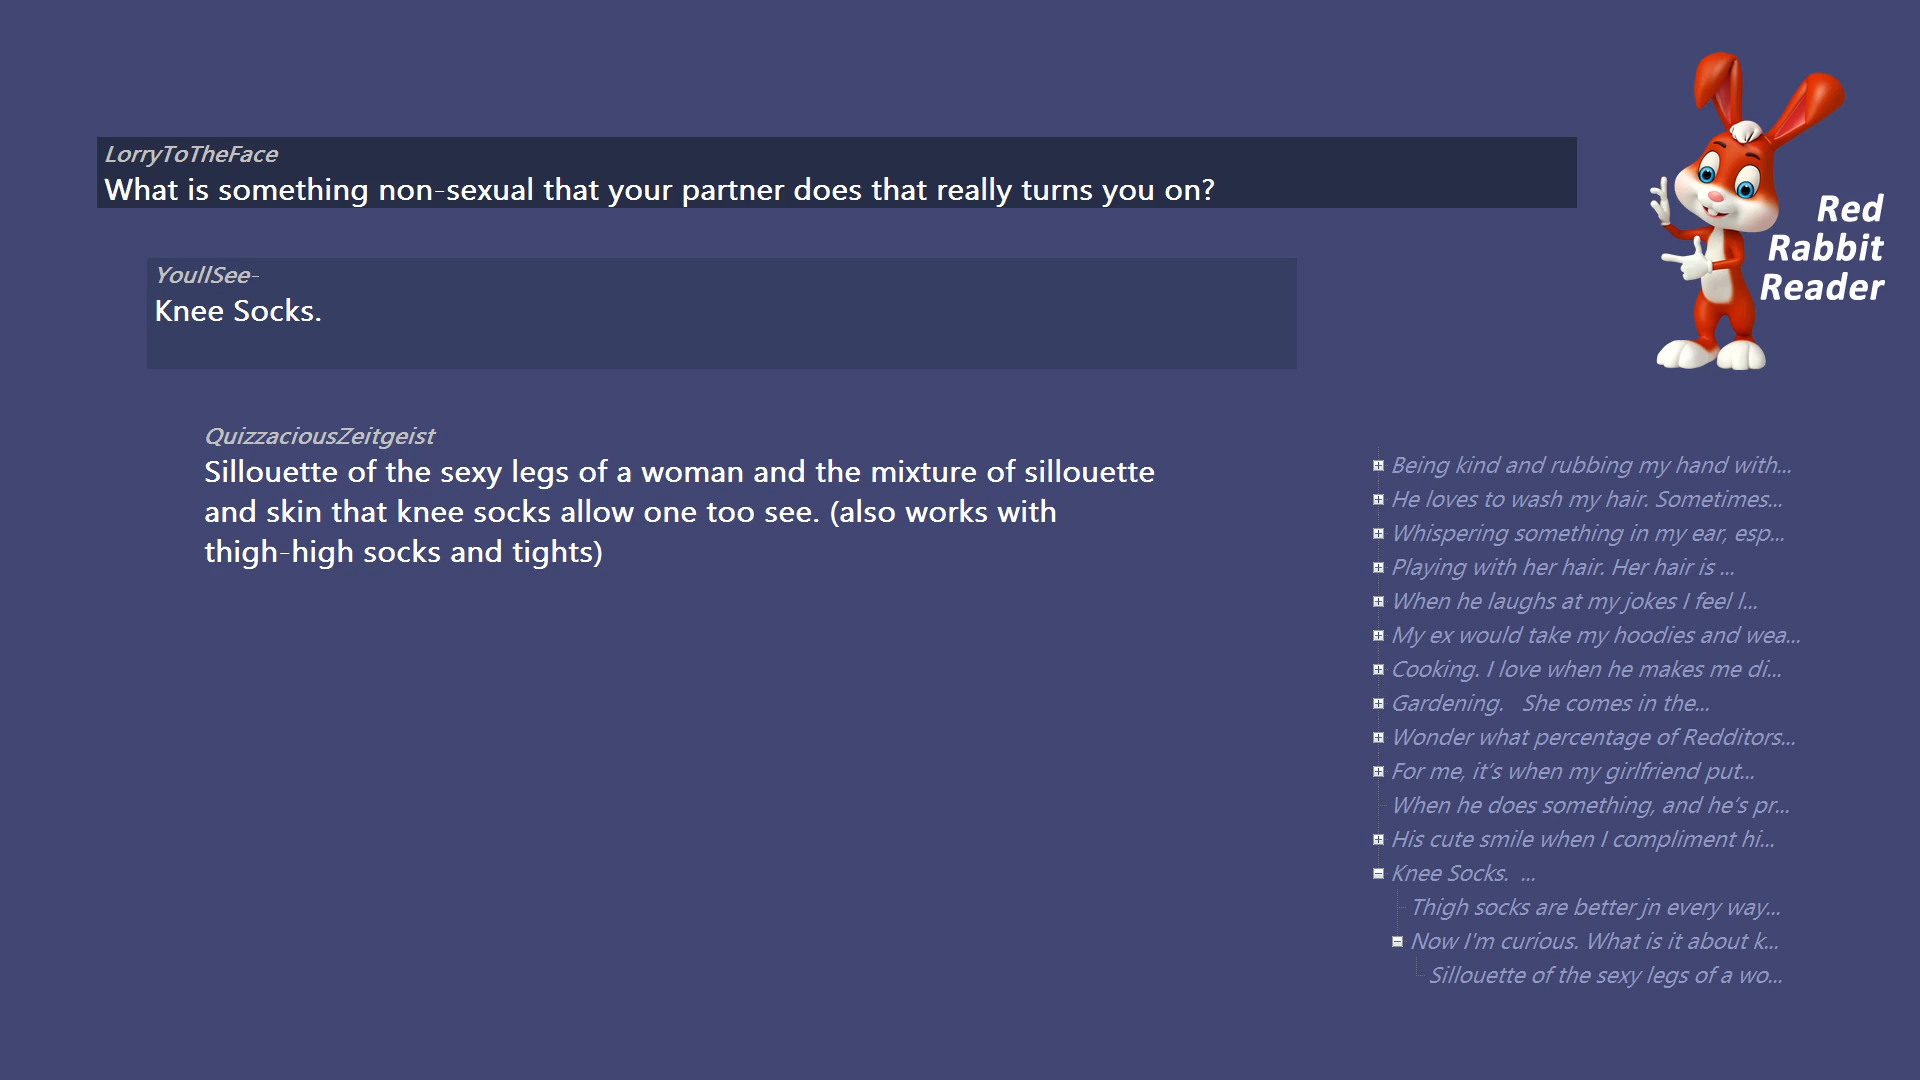 LorryToTheFace
What is something non-sexual that your partner does that really turns you on?
Red
Rabbit
Reader
YoullSee-
Knee Socks.
QuizzaciousZeitgeist
Sillouette of the sexy legs of a woman and the mixture of sillouette
and skin that knee socks allow one too see. (also works with
thigh-high socks and tights)
Being kind and rubbing my hand with...
He loves to wash my hair. Sometimes...
Whispering something in my ear, esp...
Playing with her hair. Her hair is ...
When he laughs at my jokes I feel l...
My ex would take my hoodies and wea...
Cooking. I love when he makes me di...
Gardening.   She comes in the...
Wonder what percentage of Redditors...
For me, it’s when my girlfriend put...
When he does something, and he’s pr...
His cute smile when I compliment hi...
Knee Socks.  ...
Thigh socks are better jn every way...
Now I'm curious. What is it about k...
Sillouette of the sexy legs of a wo...